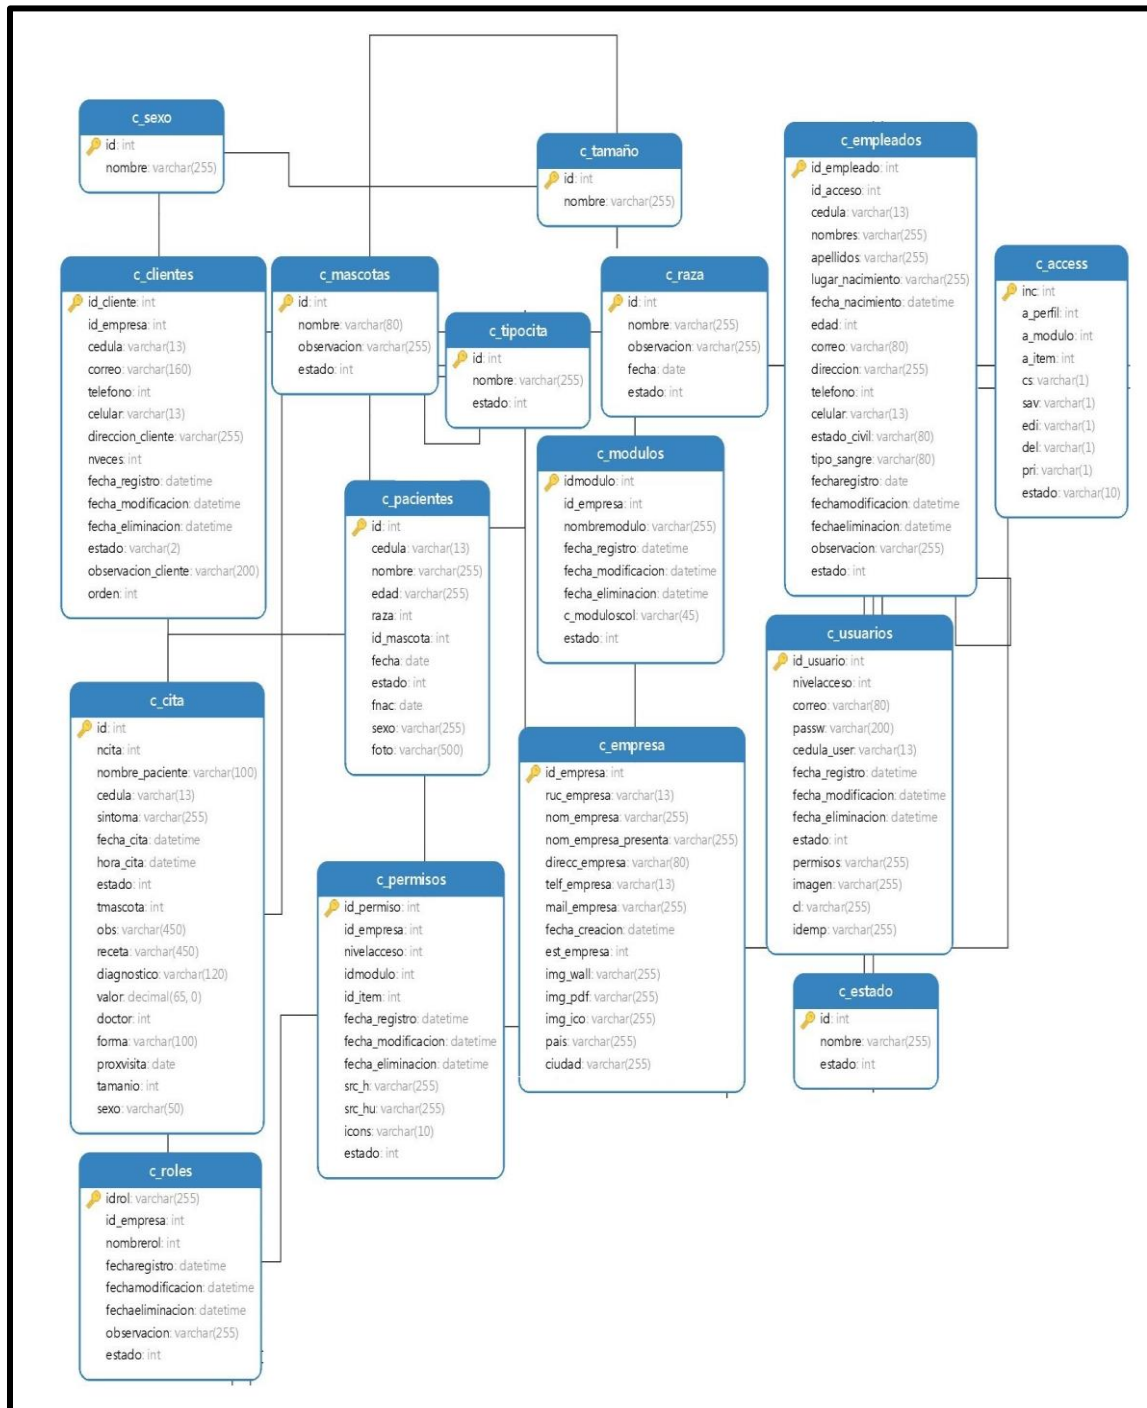 c_sexo
id: int
nombre: varchar(255)
c_tamaño
id: int
nombre: varchar(255)
c_empleados
id_empleado: int
id_acceso: int
cedula: varchar(13)
nombres: varchar(255)
apellidos: varchar(255)
lugar_nacimiento: varchar(255)
fecha_nacimiento: datetime
edad: int
correo: varchar(80)
direccion: varchar(255)
telefono: int
celular: varchar(13)
estado_civil: varchar(80)
tipo_sangre: varchar(80)
fecharegistro: date
fechamodificacion: datetime
fechaeliminacion: datetime
observacion: varchar(255)
estado: int
c_access
inc: int
a_perfil: int
a_modulo: int
a_item: int
cs: varchar(1)
sav: varchar(1)
edi: varchar(1)
del: varchar(1)
pri: varchar(1)
estado: varchar(10)
c_clientes
id_cliente: int
id_empresa: int
cedula: varchar(13)
correo: varchar(160)
telefono: int
celular: varchar(13)
direccion_cliente: varchar(255)
nveces: int
fecha_registro: datetime
fecha_modificacion: datetime
fecha_eliminacion: datetime
estado: varchar(2)
observacion_cliente: varchar(200)
orden: int
c_mascotas
id: int
nombre: varchar(80)
observacion: varchar(255)
estado: int
c_tipocita
id: int
nombre: varchar(255)
estado: int
c_raza
id: int
nombre: varchar(255)
observacion: varchar(255)
fecha: date
estado: int
c_modulos
idmodulo: int
id_empresa: int
nombremodulo: varchar(255)
fecha_registro: datetime
fecha_modificacion: datetime
fecha_eliminacion: datetime
c_moduloscol: varchar(45)
estado: int
c_pacientes
id: int
cedula: varchar(13)
nombre: varchar(255)
edad: varchar(255)
raza: int
id_mascota: int
fecha: date
estado: int
fnac: date
sexo: varchar(255)
foto: varchar(500)
c_usuarios
id_usuario: int
nivelacceso: int
correo: varchar(80)
passw: varchar(200)
cedula_user: varchar(13)
fecha_registro: datetime
fecha_modificacion: datetime
fecha_eliminacion: datetime
estado: int
permisos: varchar(255)
imagen: varchar(255)
cl: varchar(255)
idemp: varchar(255)
c_cita
id: int
ncita: int
nombre_paciente: varchar(100)
cedula: varchar(13)
sintoma: varchar(255)
fecha_cita: datetime
hora_cita: datetime
estado: int
tmascota: int
obs: varchar(450)
receta: varchar(450)
diagnostico: varchar(120)
valor: decimal(65, 0)
doctor: int
forma: varchar(100)
proxvisita: date
tamanio: int
sexo: varchar(50)
c_empresa
id_empresa: int
ruc_empresa: varchar(13)
nom_empresa: varchar(255)
nom_empresa_presenta: varchar(255)
direcc_empresa: varchar(80)
telf_empresa: varchar(13)
mail_empresa: varchar(255)
fecha_creacion: datetime
est_empresa: int
img_wall: varchar(255)
img_pdf: varchar(255)
img_ico: varchar(255)
pais: varchar(255)
ciudad: varchar(255)
c_permisos
id_permiso: int
id_empresa: int
nivelacceso: int
idmodulo: int
id_item: int
fecha_registro: datetime
fecha_modificacion: datetime
fecha_eliminacion: datetime
src_h: varchar(255)
src_hu: varchar(255)
icons: varchar(10)
estado: int
c_estado
id: int
nombre: varchar(255)
estado: int
c_roles
idrol: varchar(255)
id_empresa: int
nombrerol: int
fecharegistro: datetime
fechamodificacion: datetime
fechaeliminacion: datetime
observacion: varchar(255)
estado: int